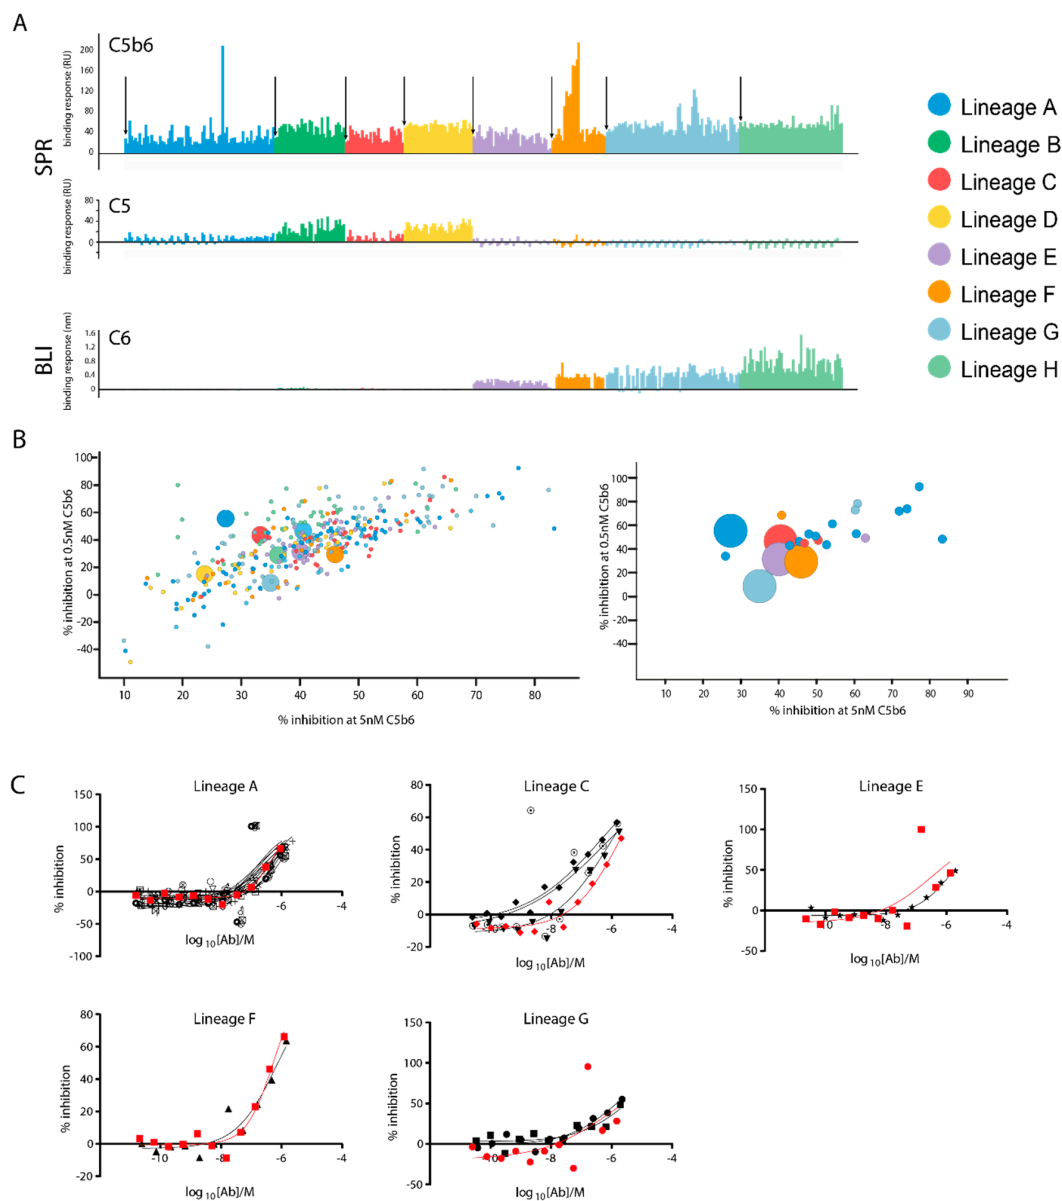 A
SPR
binding response (RU)
C5b6
200
160
120
80
40
0
binding response (RU)
C5
80
40
0
BLI
binding response (nm)
C6
1.6
1.2
0.8
0.4
0
Lineage A
Lineage B
Lineage C
Lineage D
Lineage E
Lineage F
Lineage G
Lineage H
B
% inhibition at 0.5nM C5b6
100
80
60
40
20
0
-20
-40
10 20 30 40 50 60 70 80
% inhibtion at 5nM C5b6
% inhibition at 0.5nM C5b6
100
80
60
40
20
0
-20
-40
10 20 30 40 50 60 70 80 90
% inhibtion at 5nM C5b6
C
Lineage A
% inhibition
150
100
50
0
-50
-100
-10 -8 -6 -4
log10[Ab]/M
Lineage C
% inhibition
80
60
40
20
0
-20
-10 -8 -6 -4
log10[Ab]/M
Lineage E
% inhibition
150
100
50
0
-50
-10 -8 -6 -4
log10[Ab]/M
Lineage F
% inhibition
80
60
40
20
0
-20
-10 -8 -6 -4
log10[Ab]/M
Lineage G
% inhibition
150
100
50
0
-50
-10 -8 -6 -4
log10[Ab]/M